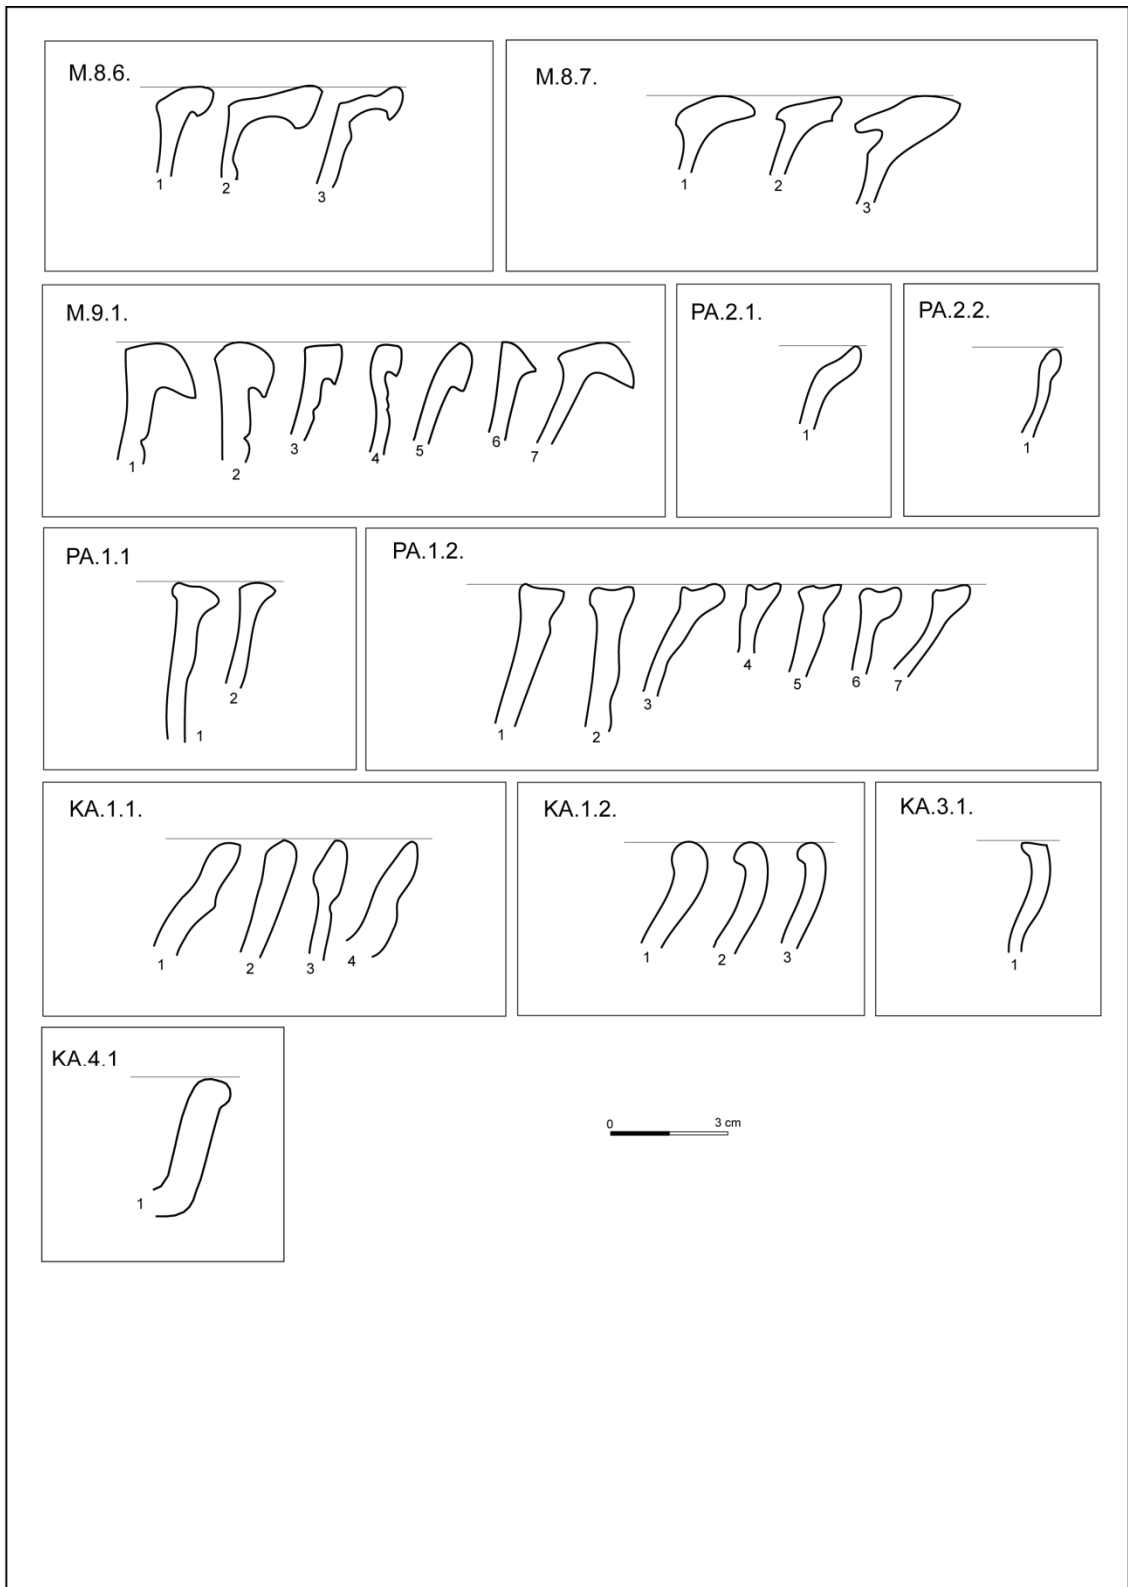 M.8.6.
1 2 3
M.8.7.
1 2 3
M.9.1.
1 2 3 4 5 6 7
PA.2.1.
1
PA.2.2.
1
PA.1.1
1 2
PA.1.2.
1 2 3 4 5 6 7
KA.1.1.
1 2 3 4
KA.1.2.
1 2 3
KA.3.1.
1
KA.4.1
1
0 3 cm